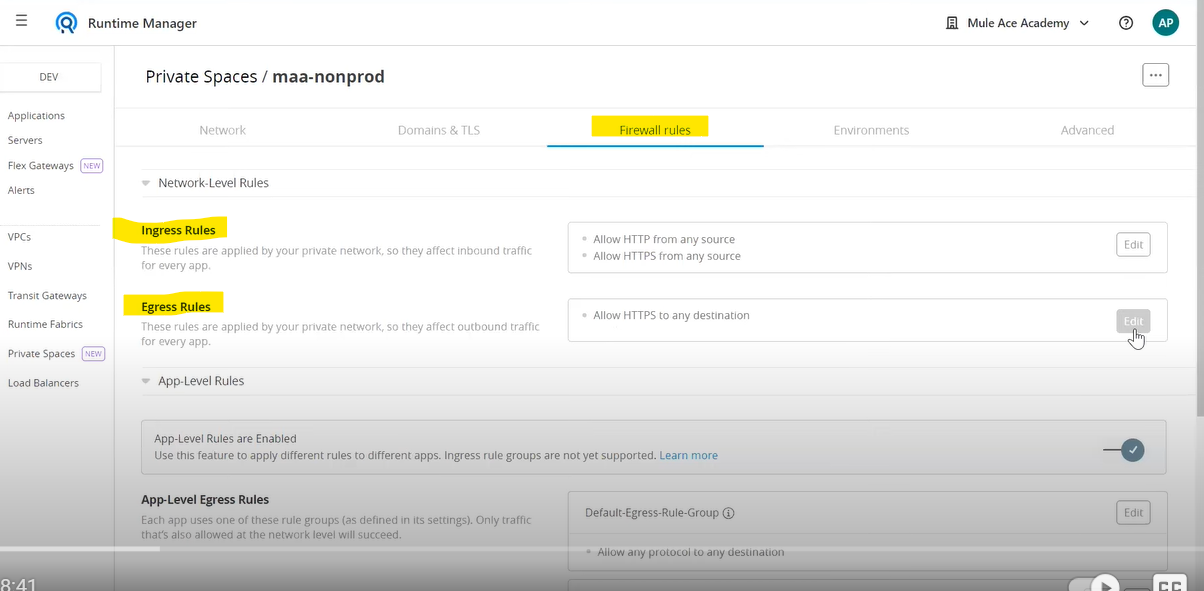 Runtime Manager
Mule Ace Academy
AP
DEV
Private Spaces / maa-nonprod
Applications
Servers
Flex Gateways NEW
Alerts
VPCs
VPNs
Transit Gateways
Runtime Fabrics
Private Spaces NEW
Load Balancers
Network
Domains & TLS
Firewall rules
Environments
Advanced
Network-Level Rules
Ingress Rules
These rules are applied by your private network, so they affect inbound traffic
for every app.
Allow HTTP from any source
Allow HTTPS from any source
Edit
Egress Rules
These rules are applied by your private network, so they affect outbound traffic
for every app.
Allow HTTPS to any destination
Edit
App-Level Rules
App-Level Rules are Enabled
Use this feature to apply different rules to different apps. Ingress rule groups are not yet supported. Learn more
App-Level Egress Rules
Each app uses one of these rule groups (as defined in its settings). Only traffic
that's also allowed at the network level will succeed.
Default-Egress-Rule-Group
Edit
Allow any protocol to any destination
8:41
CC